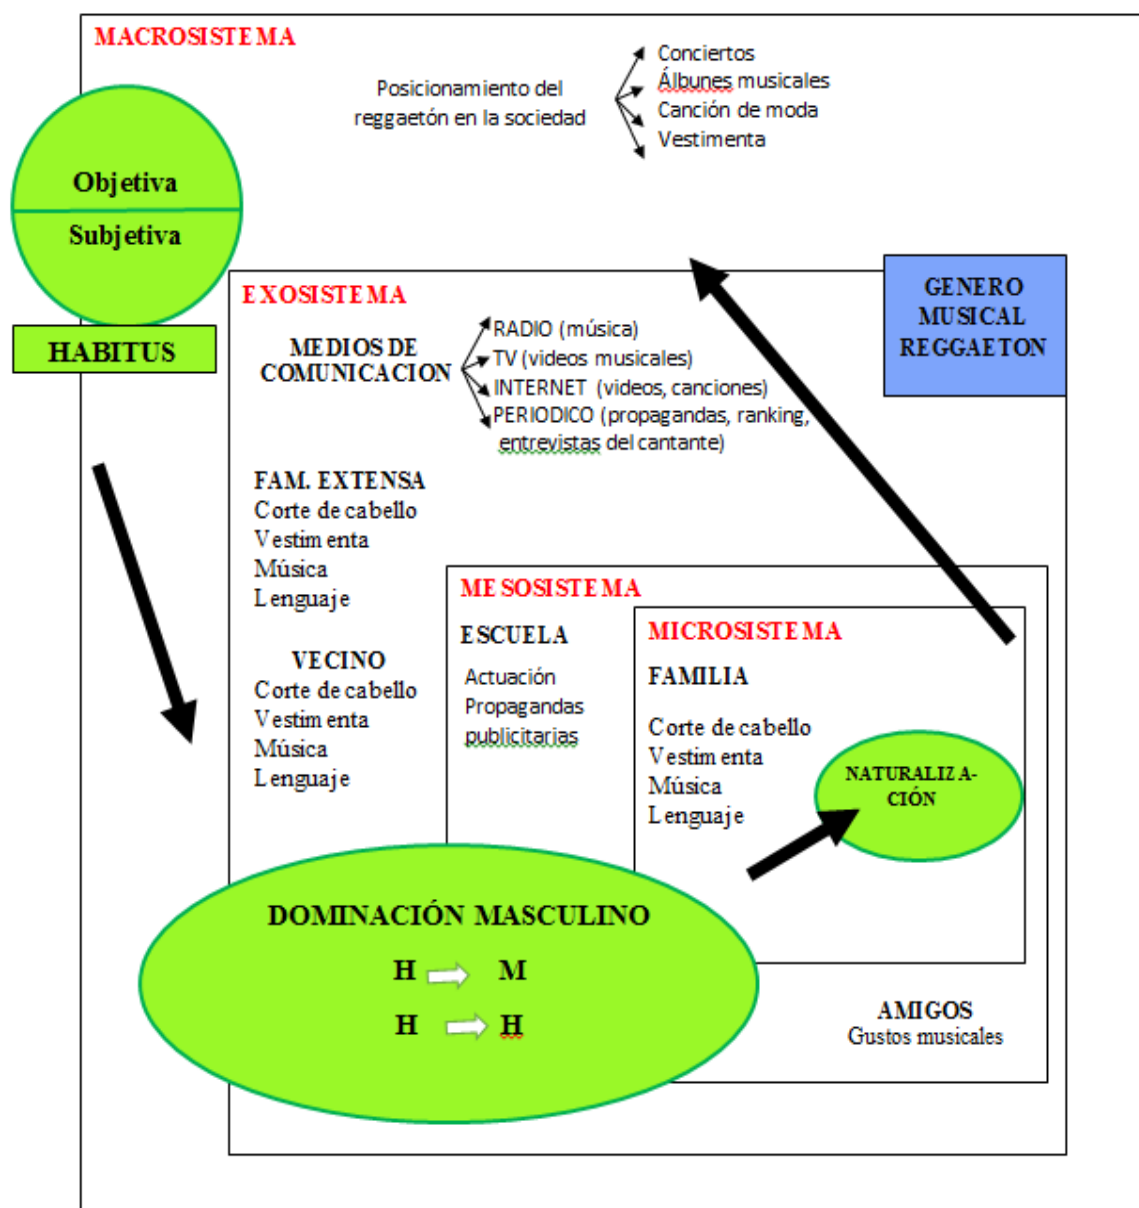 MACROSISTEMA
Posicionamiento del
reggaetón en la sociedad
Conciertos
Álbunes musicales
Canción de moda
Vestimenta
Objetiva
Subjetiva
HABITUS
EXOSISTEMA
GENERO
MUSICAL
REGGAETON
MEDIOS DE
COMUNICACION
RADIO (música)
TV (videos musicales)
INTERNET (videos, canciones)
PERIODICO (propagandas, ranking,
entrevistas del cantante)
FAM. EXTENSA
Corte de cabello
Vestimenta
Música
Lenguaje
VECINO
Corte de cabello
Vestimenta
Música
Lenguaje
MESOSISTEMA
ESCUELA
Actuación
Propagandas
publicitarias
MICROSISTEMA
FAMILIA
Corte de cabello
Vestimenta
Música
Lenguaje
NATURALIZA-
CIÓN
DOMINACIÓN MASCULINO
H M
H H
AMIGOS
Gustos musicales